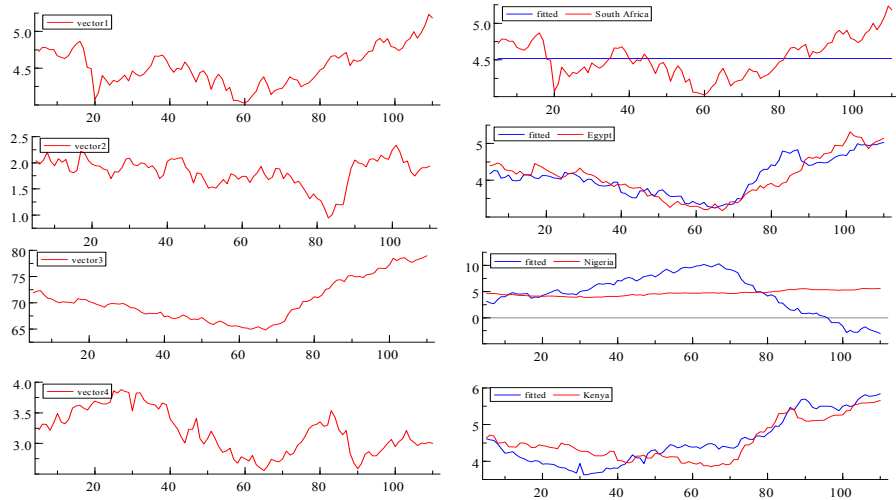 vector1
5.0
4.5
20 40 60 80 100
vector2
2.5
2.0
1.5
1.0
20 40 60 80 100
vector3
80
75
70
65
20 40 60 80 100
vector4
4.0
3.5
3.0
20 40 60 80 100
fitted South Africa
5.0
4.5
20 40 60 80 100
fitted Egypt
5
4
20 40 60 80 100
fitted Nigeria
10
5
0
20 40 60 80 100
fitted Kenya
6
5
4
20 40 60 80 100